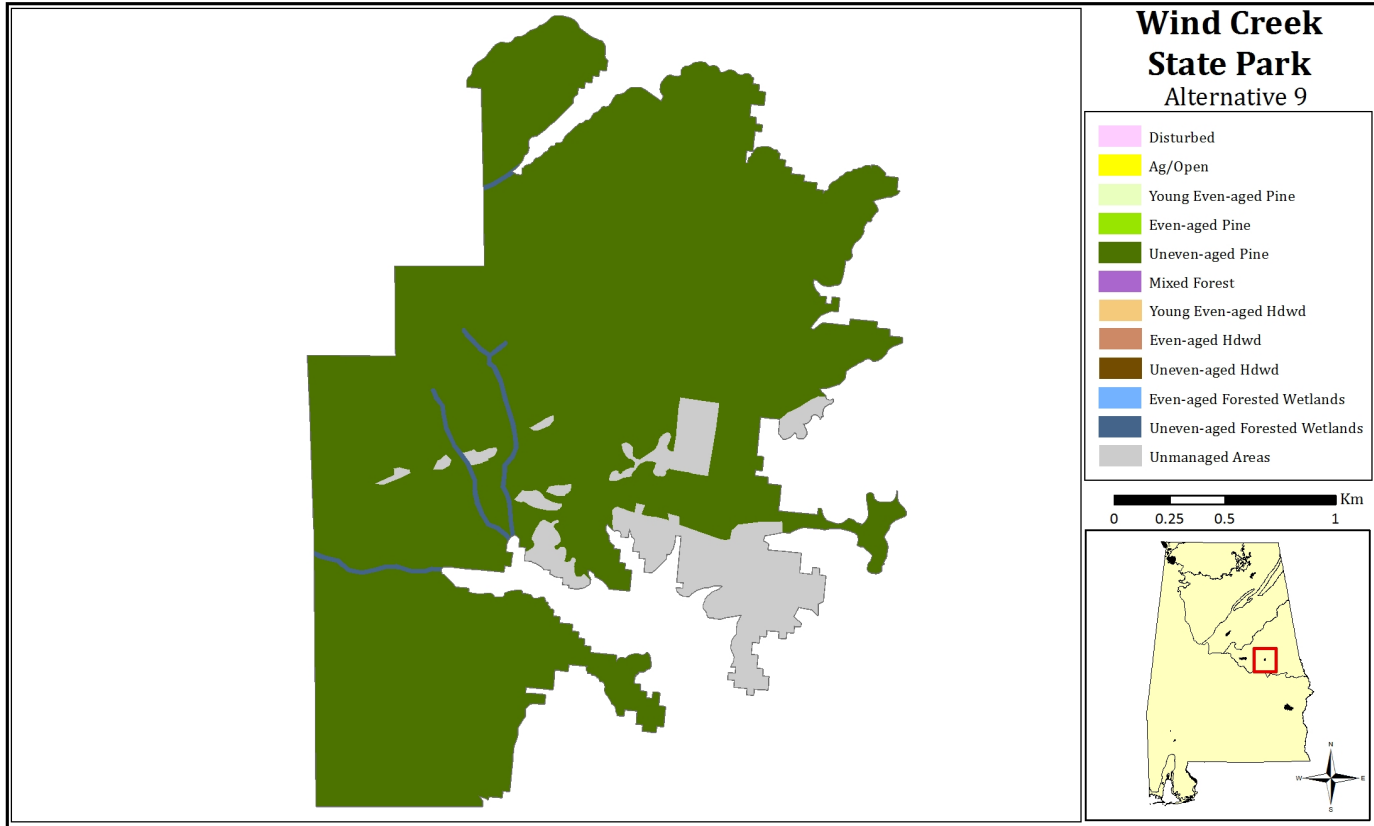 Wind Creek
State Park
Alternative 9
Disturbed
Ag/Open
Young Even-aged Pine
Even-aged Pine
Uneven-aged Pine
Mixed Forest
Young Even-aged Hdwd
Even-aged Hdwd
Uneven-aged Hdwd
Even-aged Forested Wetlands
Uneven-aged Forested Wetlands
Unmanaged Areas
Km
0 0.25 0.5 1
N
W E
S